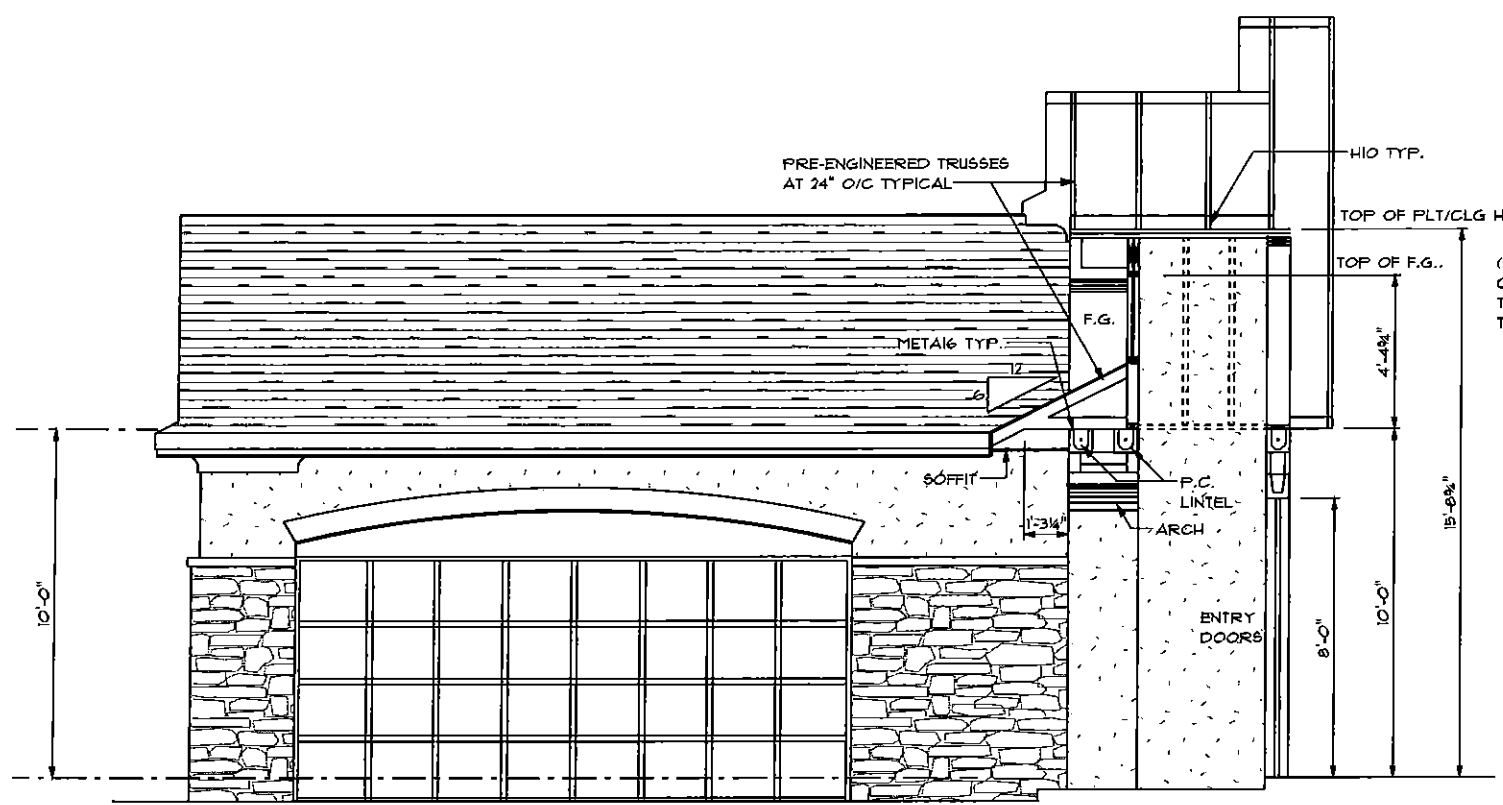 PRE-ENGINEERED TRUSSES
AT 24" O/C TYPICAL
H10 TYP.
TOP OF PLT/CLG H
TOP OF F.G..
F.G.
METAI6 TYP.
12
6
4'-4¾"
SOFFIT
P.C.
LINTEL
1'-3¼"
ARCH
10'-0"
ENTRY
DOORS
8'-0"
10'-0"
15'-8¾"